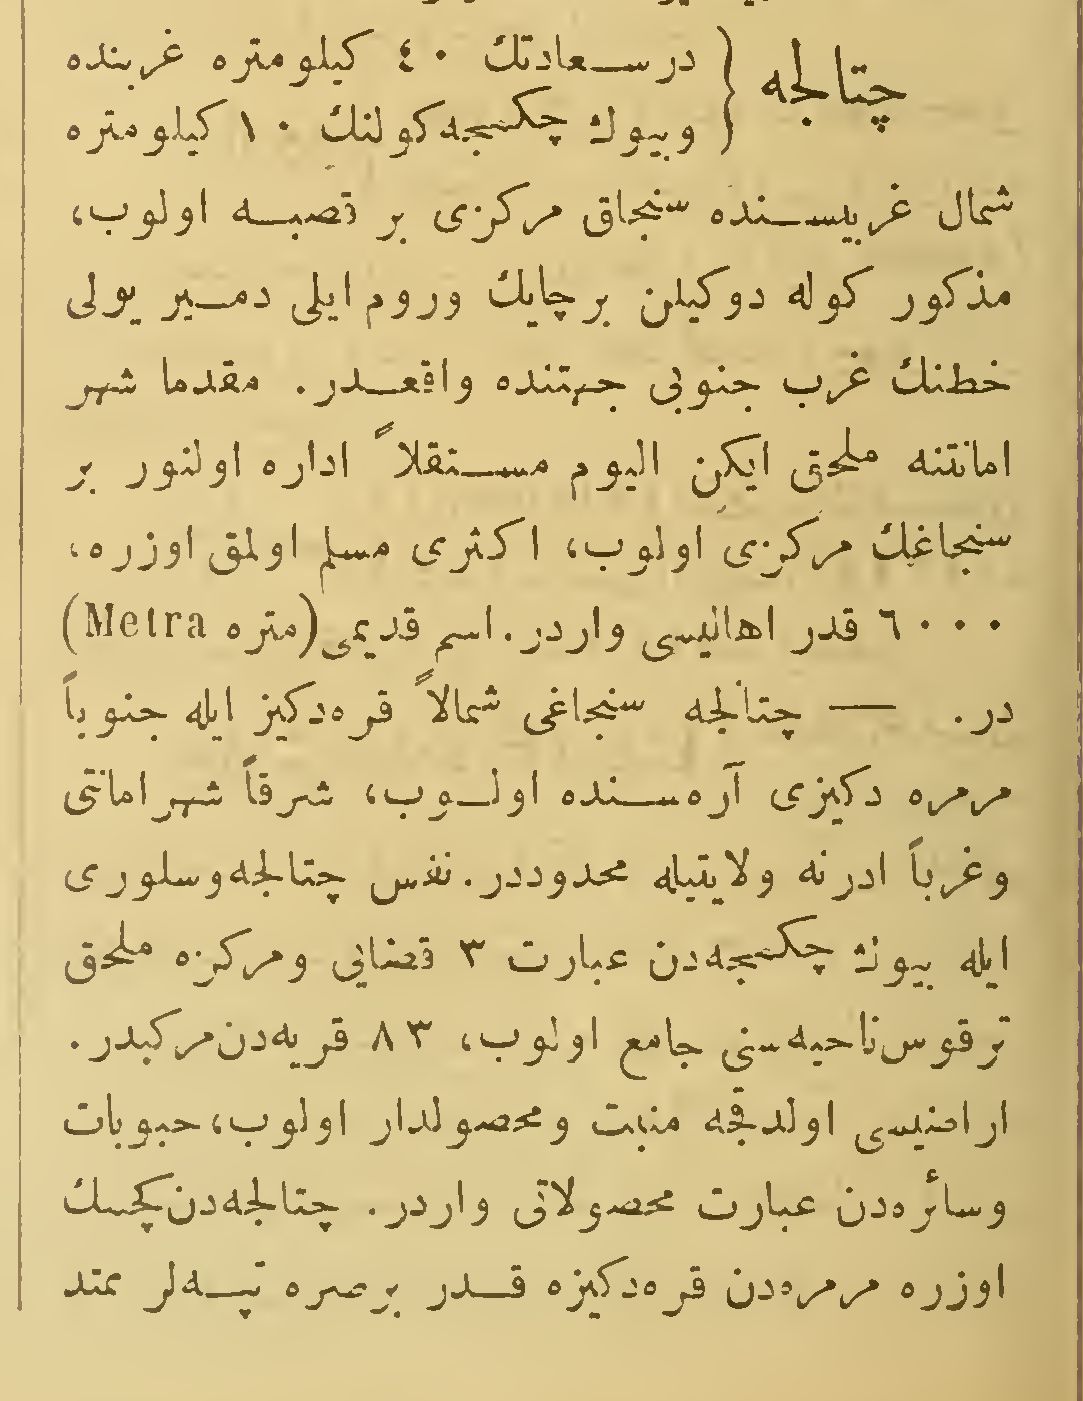 چتالجه { درسعادتك ٤٠ كيلومتره غربنده
وبيوك چكمجه كولنك ١٠ كيلومتره
شمال غربيسنده سنجاق مركزى بر قصبه اولوب،
مذكور كوله دوكيلن برچايك وروم ايلى دمير يولى
خطنك غرب جنوبى جهتنده واقعدر. مقدما شهر
امانتنه ملحق ايكن اليوم مستقلاً اداره اولنور بر
سنجاغك مركزى اولوب، اكثرى مسلم اولمق اوزره،
٦٠٠٠ قدر اهاليسى واردر. اسم قديمى (متره Metra)
در. — چتالجه سنجاغى شمالاً قره‌دكيز ايله جنوباً
مرمره دكيزى آره‌سنده اولوب، شرقاً شهر امانتى
وغرباً ادرنه ولايتيله محدوددر. نفس چتالجه وسلورى
ايله بيوك چكمجه‌دن عبارت ٣ قضايى ومركزه ملحق
ترقوس ناحيه‌سنى جامع اولوب، ٨٣ قريه‌دن مركبدر.
اراضيسى اولدقجه منبت ومحصولدار اولوب، حبوبات
وسائره‌دن عبارت محصولاتى واردر. چتالجه‌دن كچمك
اوزره مرمره‌دن قره‌دكيزه قدر برصره تپه‌لر ممتد